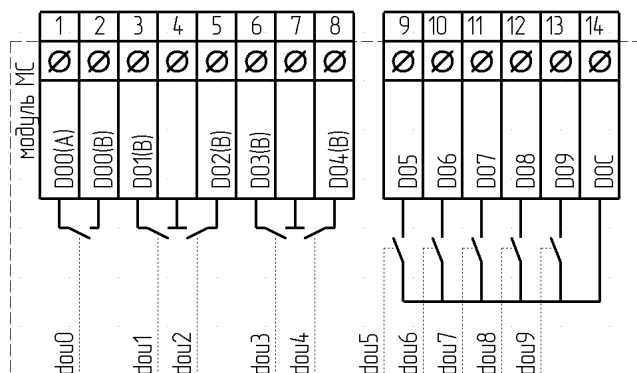 1 2 3 4 5 6 7 8 9 10 11 12 13 14
модуль МС
DO0(A) DO0(B) DO1(B) DO2(B) DO3(B) DO4(B) DO5 DO6 DO7 DO8 DO9 DOC
dou0 dou1 dou2 dou3 dou4 dou5 dou6 dou7 dou8 dou9